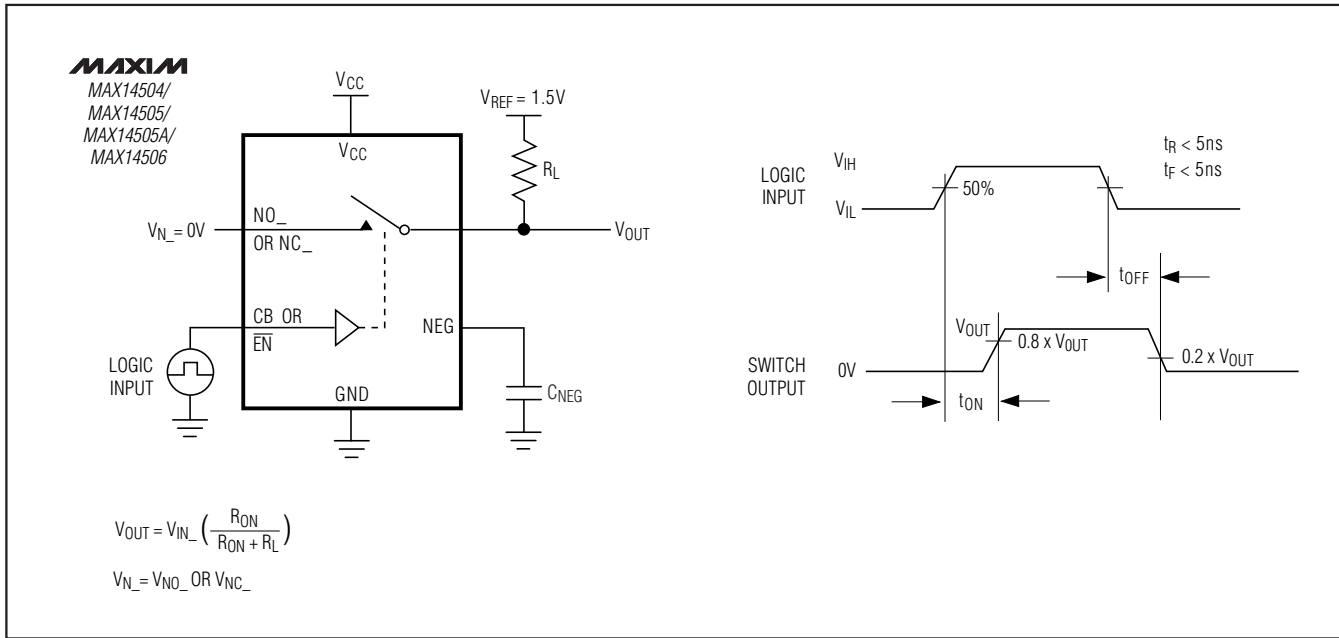 MAXIM
MAX14504/
MAX14505/
MAX14505A/
MAX14506
VCC
VCC
VREF = 1.5V
RL
VN_ = 0V
NO_
OR NC_
VOUT
CB OR
EN
NEG
LOGIC
INPUT
GND
CNEG
VOUT = VIN_ (RON / RON + RL)
VN_ = VNO_ OR VNC_
LOGIC
INPUT
VIH
VIL
50%
tR < 5ns
tF < 5ns
tOFF
SWITCH
OUTPUT
VOUT
0V
0.8 x VOUT
0.2 x VOUT
tON